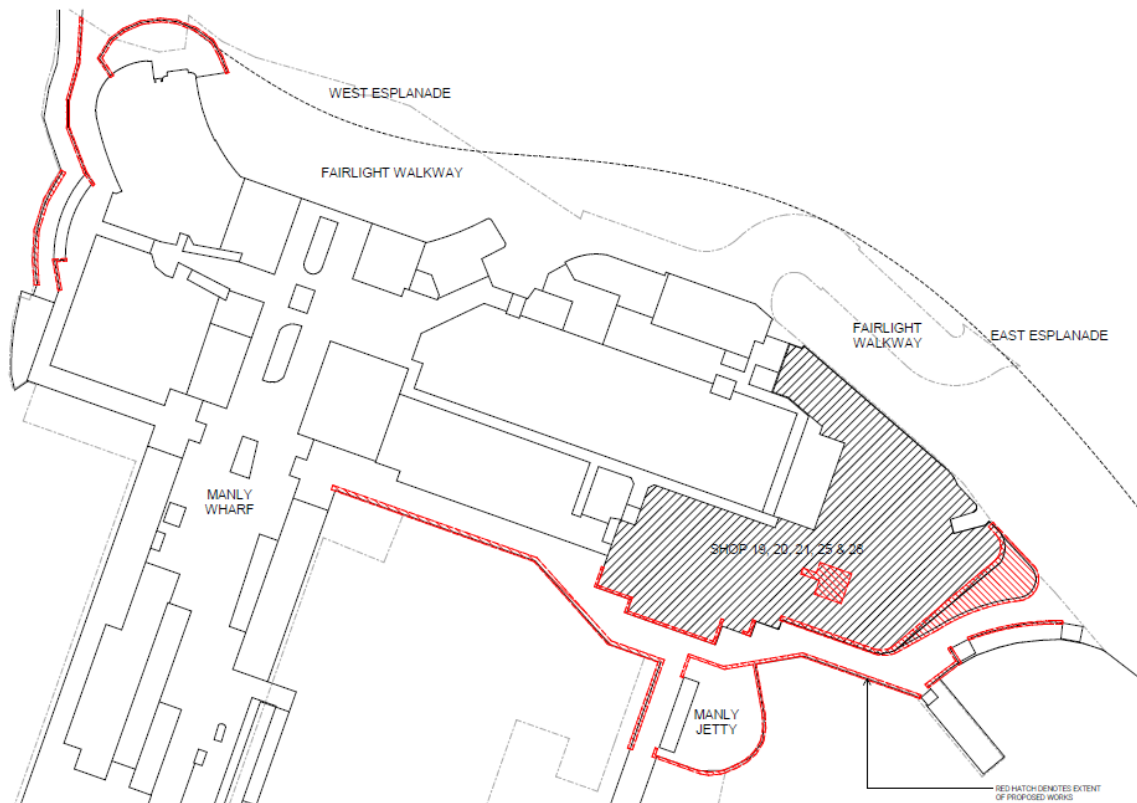 WEST ESPLANADE
FAIRLIGHT WALKWAY
FAIRLIGHT
WALKWAY
EAST ESPLANADE
MANLY
WHARF
SHOP 19, 20, 21, 25 & 26
MANLY
JETTY
RED HATCH DENOTES EXTENT
OF PROPOSED WORKS